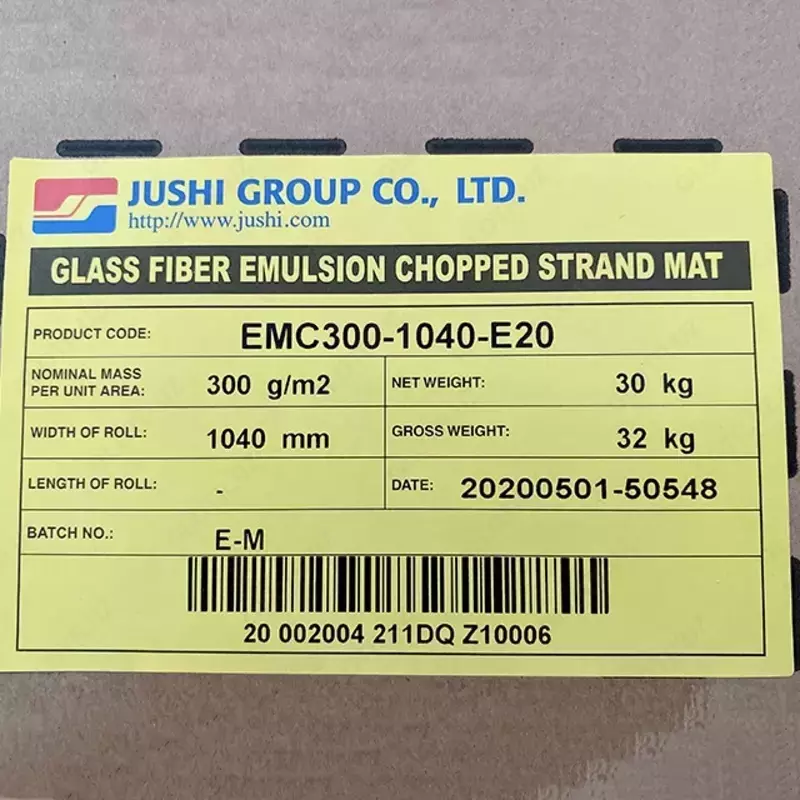 JUSHI GROUP CO., LTD.
http://www.jushi.com
GLASS FIBER EMULSION CHOPPED STRAND MAT
PRODUCT CODE: EMC300-1040-E20
NOMINAL MASS
PER UNIT AREA: 300 g/m2 NET WEIGHT: 30 kg
WIDTH OF ROLL: 1040 mm GROSS WEIGHT: 32 kg
LENGTH OF ROLL: - DATE: 20200501-50548
BATCH NO.: E-M
20 002004 211DQ Z10006